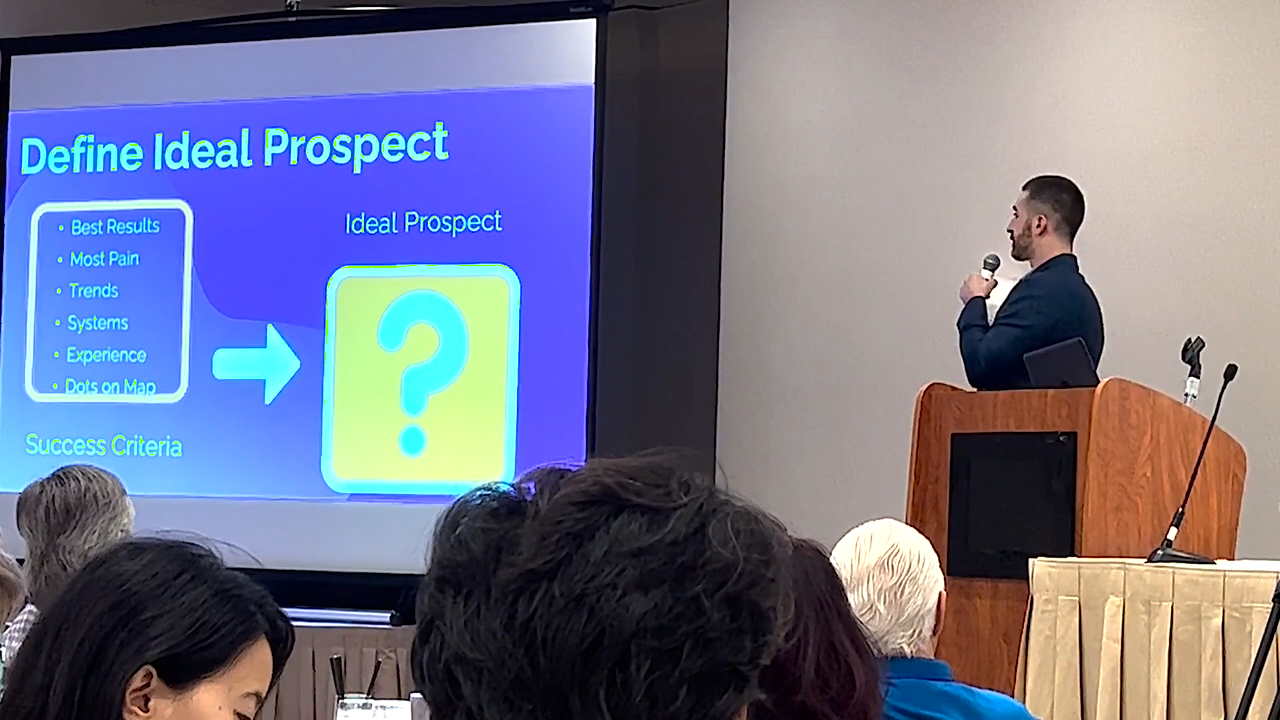 Define Ideal Prospect
• Best Results
• Most Pain
• Trends
• Systems
• Experience
• Dots on Map
Success Criteria
Ideal Prospect
?